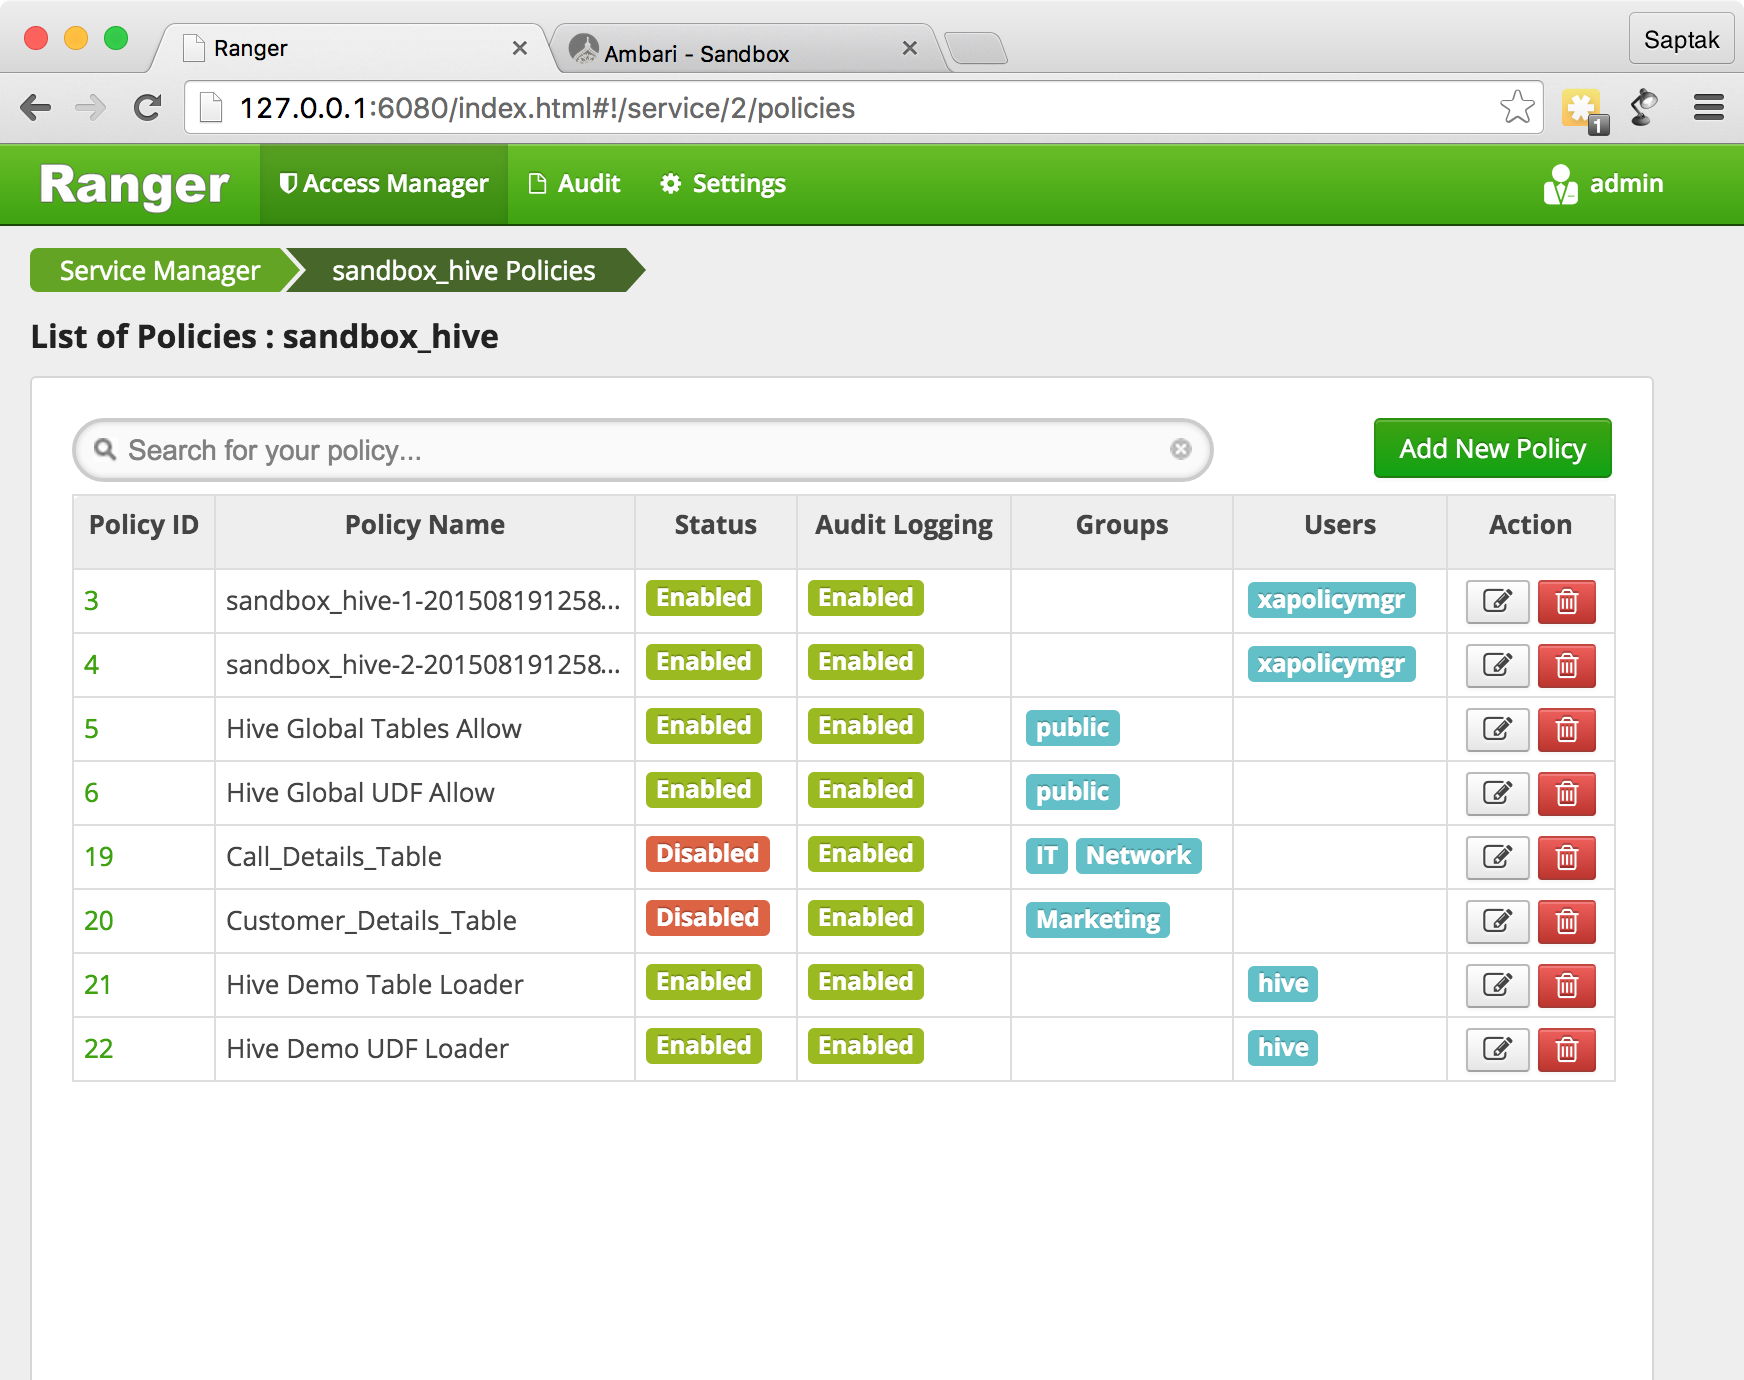 Ranger
Ambari - Sandbox
Saptak
127.0.0.1:6080/index.html#!/service/2/policies
1
Ranger
Access Manager
Audit
Settings
admin
Service Manager
sandbox_hive Policies
List of Policies : sandbox_hive
Search for your policy...
Add New Policy
Policy ID Policy Name Status Audit Logging Groups Users Action
3 sandbox_hive-1-201508191258... Enabled Enabled xapolicymgr
4 sandbox_hive-2-201508191258... Enabled Enabled xapolicymgr
5 Hive Global Tables Allow Enabled Enabled public
6 Hive Global UDF Allow Enabled Enabled public
19 Call_Details_Table Disabled Enabled IT Network
20 Customer_Details_Table Disabled Enabled Marketing
21 Hive Demo Table Loader Enabled Enabled hive
22 Hive Demo UDF Loader Enabled Enabled hive